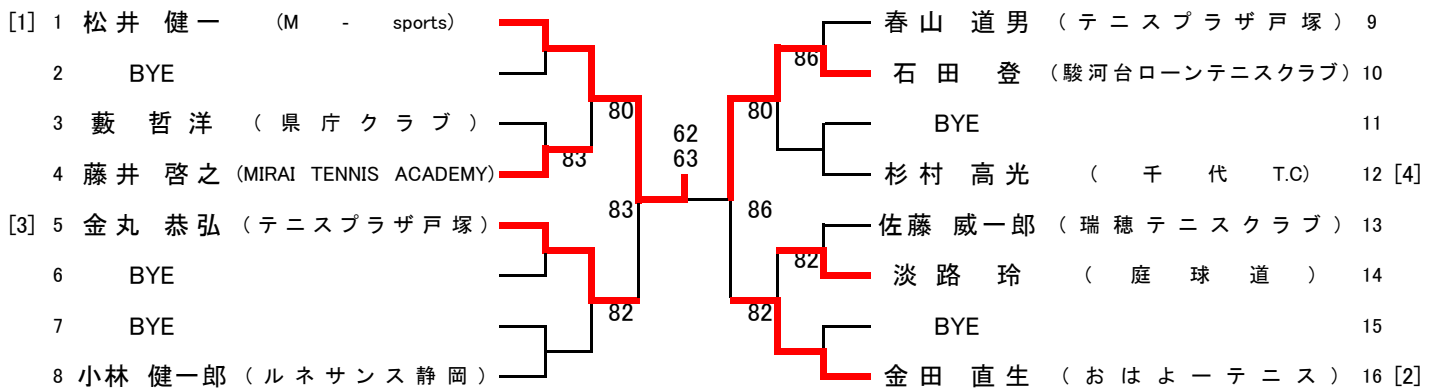 [1] 1 松井 健一 (M - sports)
2 BYE
3 藪 哲洋 (県庁クラブ)
4 藤井 啓之 (MIRAI TENNIS ACADEMY)
[3] 5 金丸 恭弘 (テニスプラザ戸塚)
6 BYE
7 BYE
8 小林 健一郎 (ルネサンス静岡)
80
83
83
82
62
63
春山 道男 (テニスプラザ戸塚) 9
86
石田 登 (駿河台ローンテニスクラブ) 10
80
BYE 11
杉村 高光 (千代 T.C) 12 [4]
86
佐藤 威一郎 (瑞穂テニスクラブ) 13
82
淡路 玲 (庭球道) 14
82
BYE 15
金田 直生 (おはよーテニス) 16 [2]